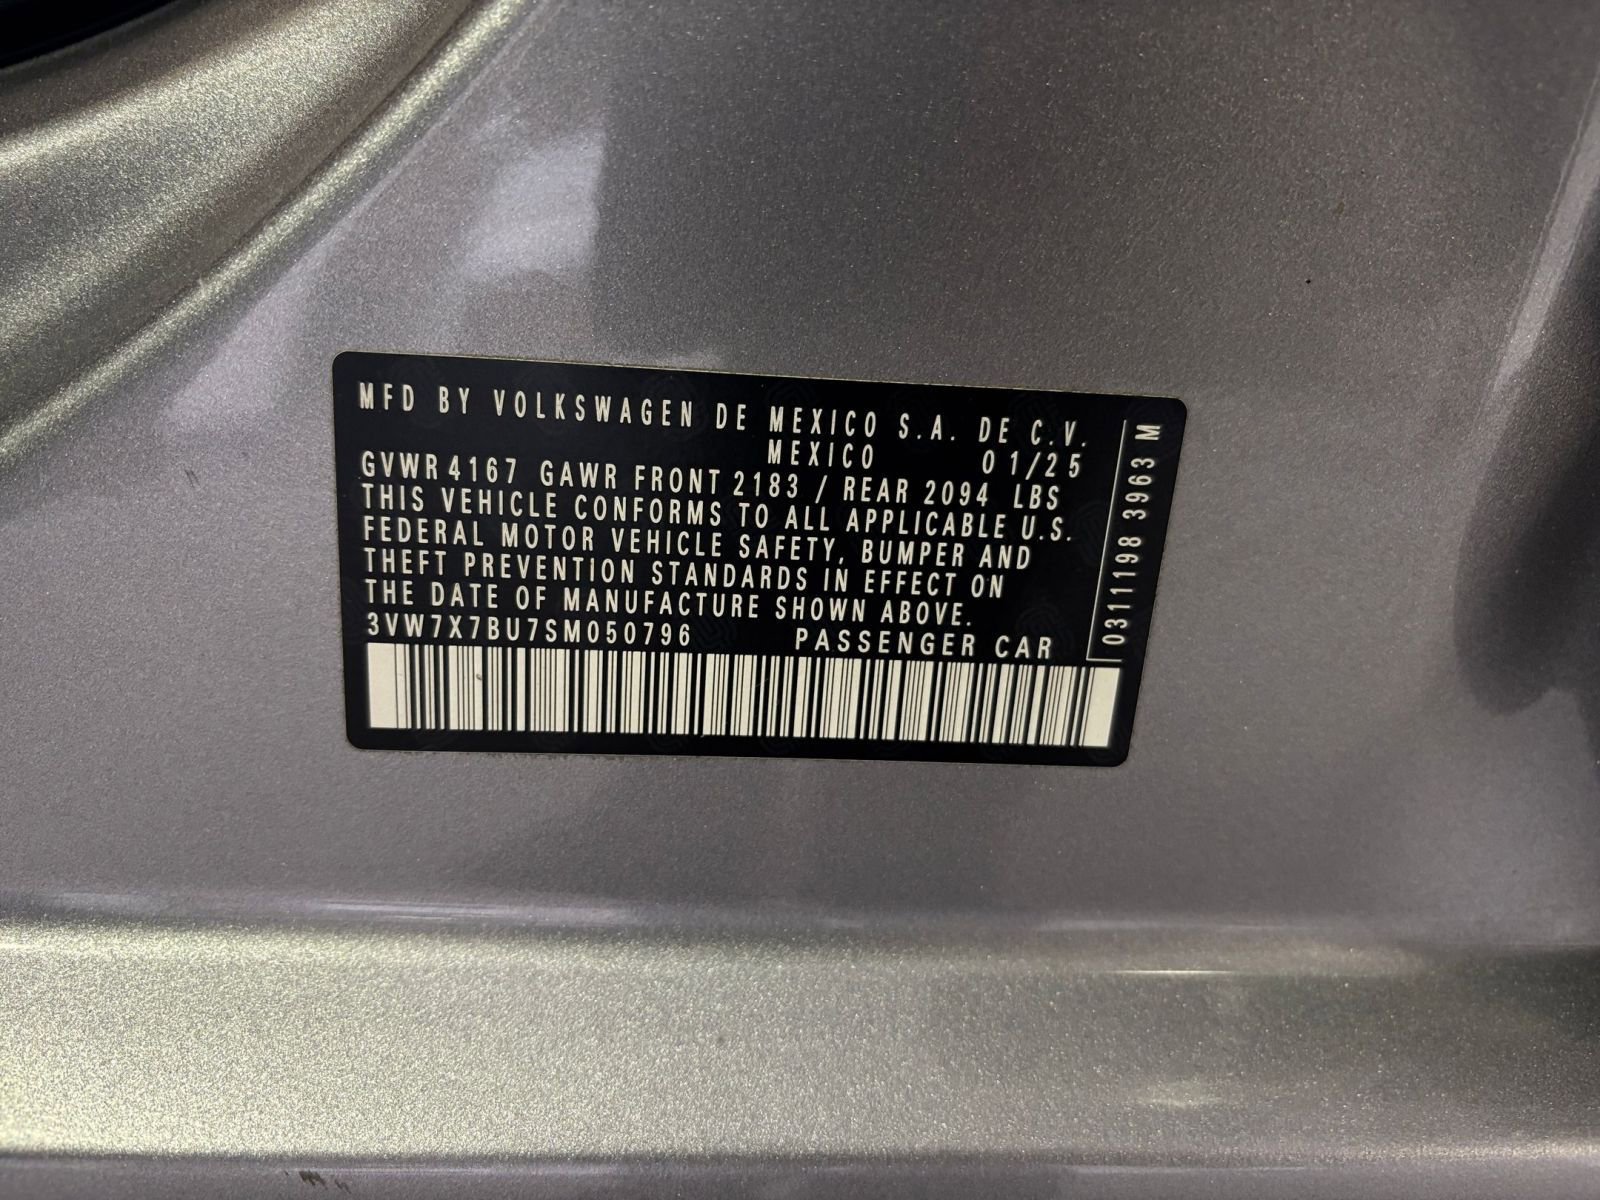 MFD BY VOLKSWAGEN DE MEXICO S.A. DE C.V.
MEXICO 01/25
GVWR 4167 GAWR FRONT 2183 / REAR 2094 LBS
THIS VEHICLE CONFORMS TO ALL APPLICABLE U.S.
FEDERAL MOTOR VEHICLE SAFETY, BUMPER AND
THEFT PREVENTION STANDARDS IN EFFECT ON
THE DATE OF MANUFACTURE SHOWN ABOVE.
3VW7X7BU7SM050796 PASSENGER CAR
0311198 3963 M